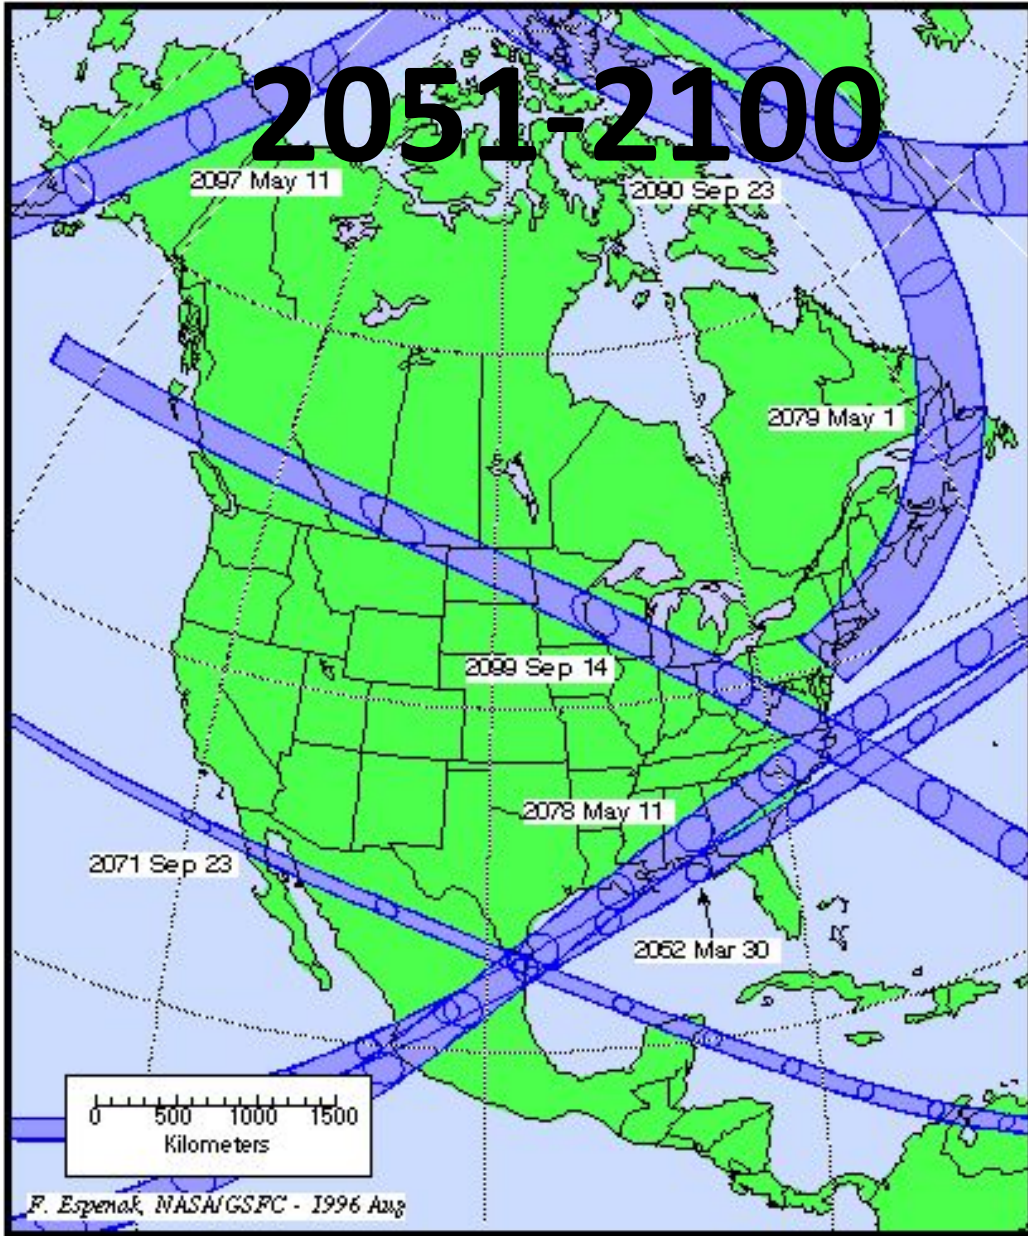 2051-2100
2097 May 11
2090 Sep 23
2079 May 1
2099 Sep 14
2078 May 11
2071 Sep 23
2052 Mar 30
0 500 1000 1500
Kilometers
F. Espenak, NASA/GSFC - 1996 Aug